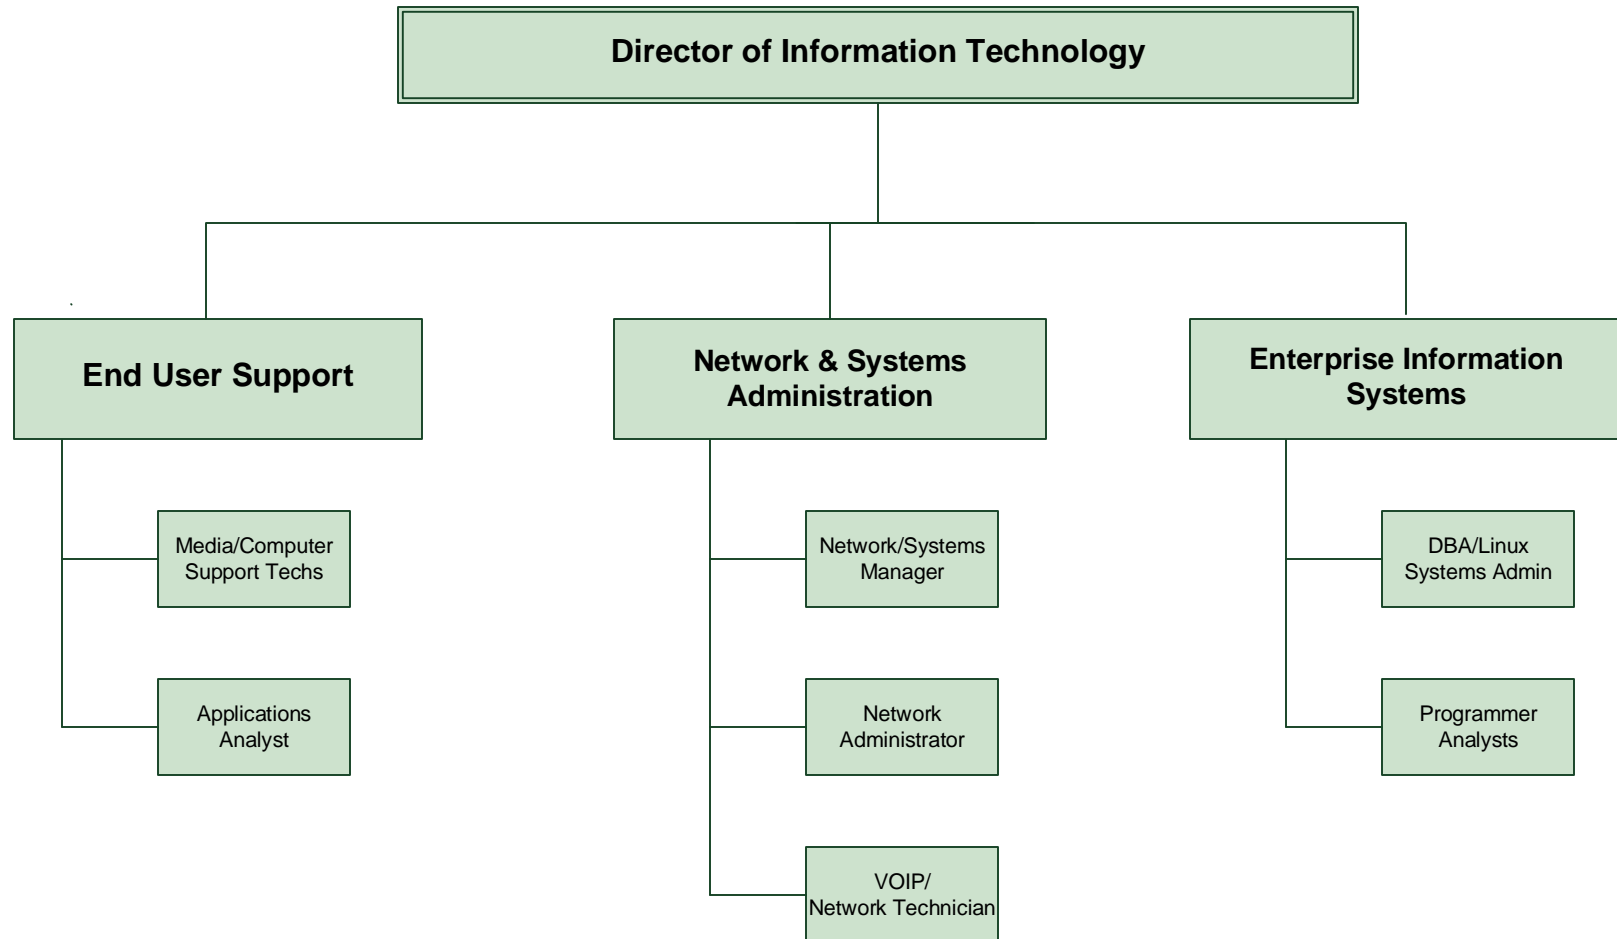 Director of Information Technology
End User Support
Network & Systems
Administration
Enterprise Information
Systems
Media/Computer
Support Techs
Network/Systems
Manager
DBA/Linux
Systems Admin
Applications
Analyst
Network
Administrator
Programmer
Analysts
VOIP/
Network Technician